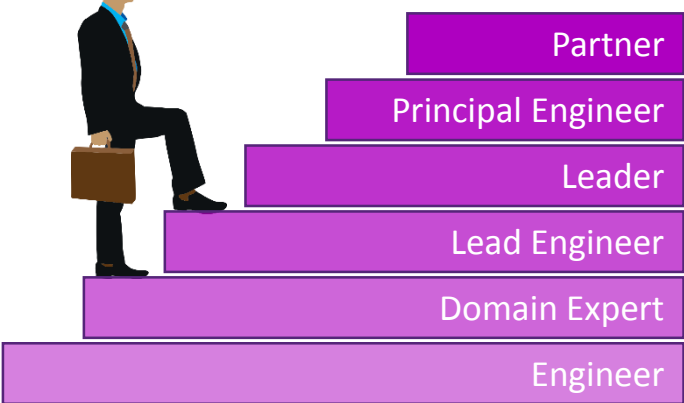 Partner
Principal Engineer
Leader
Lead Engineer
Domain Expert
Engineer